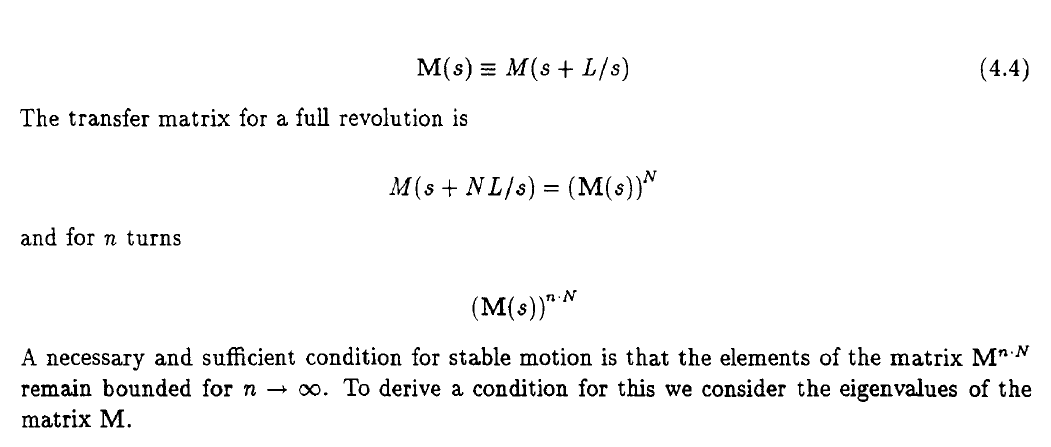 M(s) ≡ M(s + L/s) (4.4)
The transfer matrix for a full revolution is
M(s + NL/s) = (M(s))^N
and for n turns
(M(s))^{n·N}
A necessary and sufficient condition for stable motion is that the elements of the matrix M^{n·N}
remain bounded for n → ∞. To derive a condition for this we consider the eigenvalues of the
matrix M.